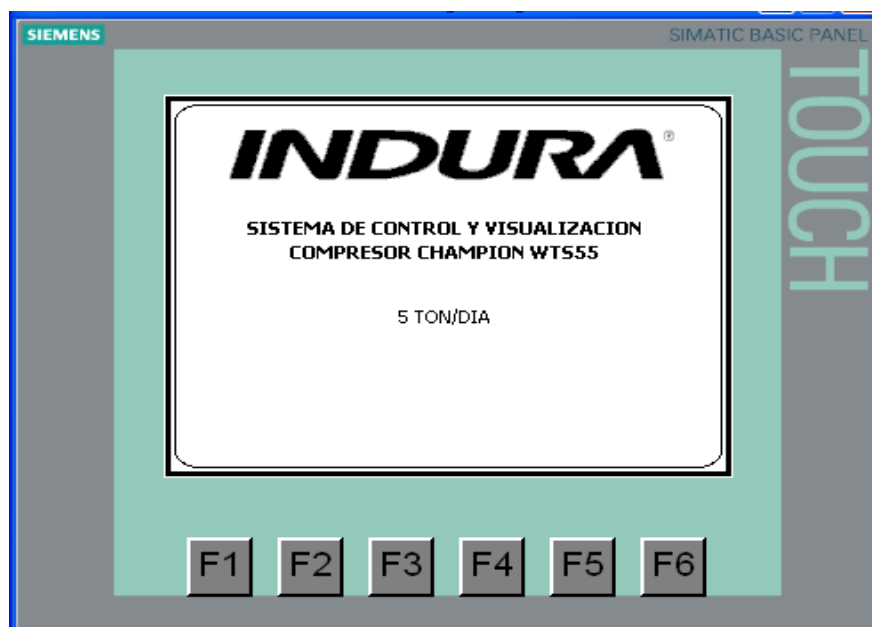 SIEMENS
SIMATIC BASIC PANEL
TOUCH
INDURA®
SISTEMA DE CONTROL Y VISUALIZACION
COMPRESOR CHAMPION WTS55
5 TON/DIA
F1 F2 F3 F4 F5 F6